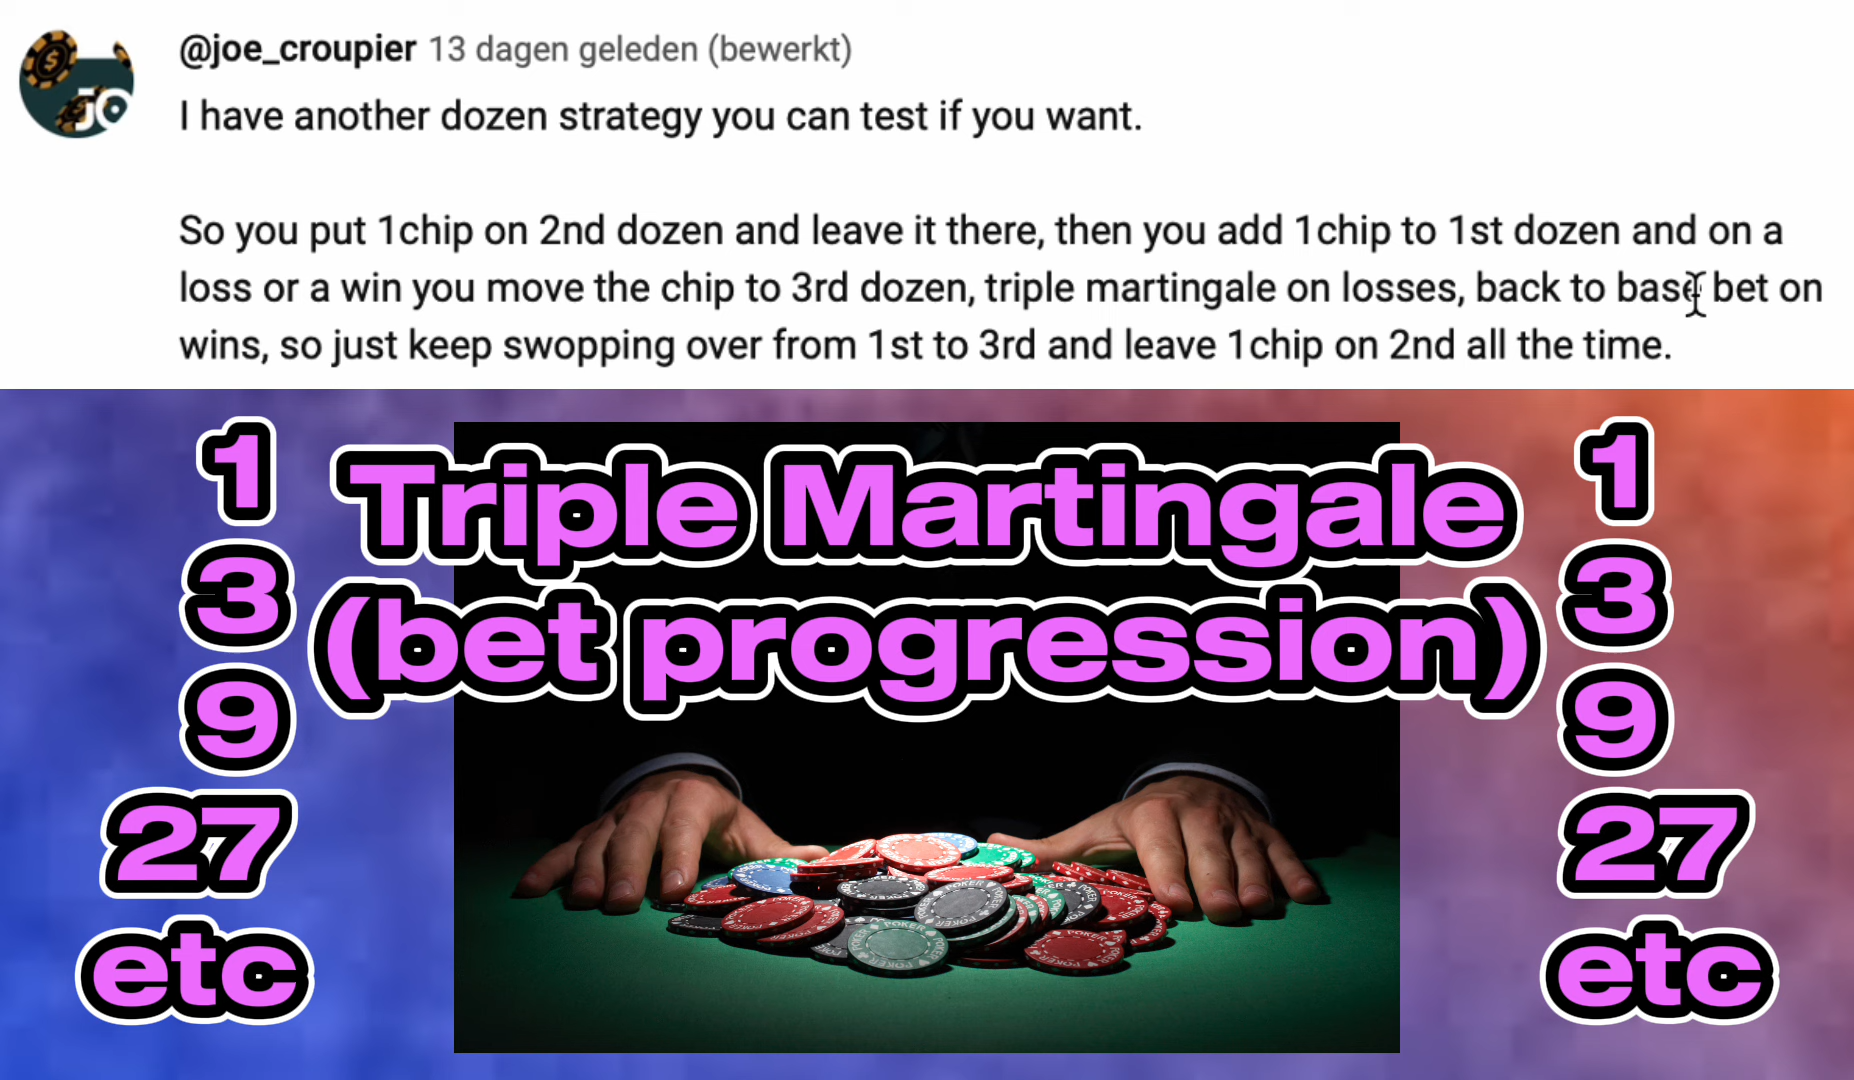 @joe_croupier 13 dagen geleden (bewerkt)
I have another dozen strategy you can test if you want.
So you put 1chip on 2nd dozen and leave it there, then you add 1chip to 1st dozen and on a
loss or a win you move the chip to 3rd dozen, triple martingale on losses, back to base bet on
wins, so just keep swopping over from 1st to 3rd and leave 1chip on 2nd all the time.
Triple Martingale
(bet progression)
1
3
9
27
etc
1
3
9
27
etc
JO
POKER
POKER
POKER